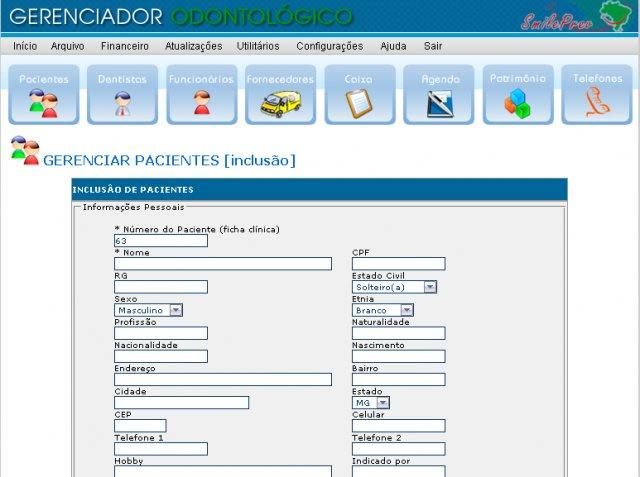 GERENCIADOR ODONTOLÓGICO
SmilePrev
Início Arquivo Financeiro Atualizações Utilitários Configurações Ajuda Sair
Pacientes Dentistas Funcionários Fornecedores Caixa Agenda Patrimônio Telefones
GERENCIAR PACIENTES [inclusão]
INCLUSÃO DE PACIENTES
Informações Pessoais
* Número do Paciente (ficha clínica)
63
* Nome CPF
RG Estado Civil
Solteiro(a)
Sexo Etnia
Masculino Branco
Profissão Naturalidade
Nacionalidade Nascimento
Endereço Bairro
Cidade Estado
MG
CEP Celular
Telefone 1 Telefone 2
Hobby Indicado por